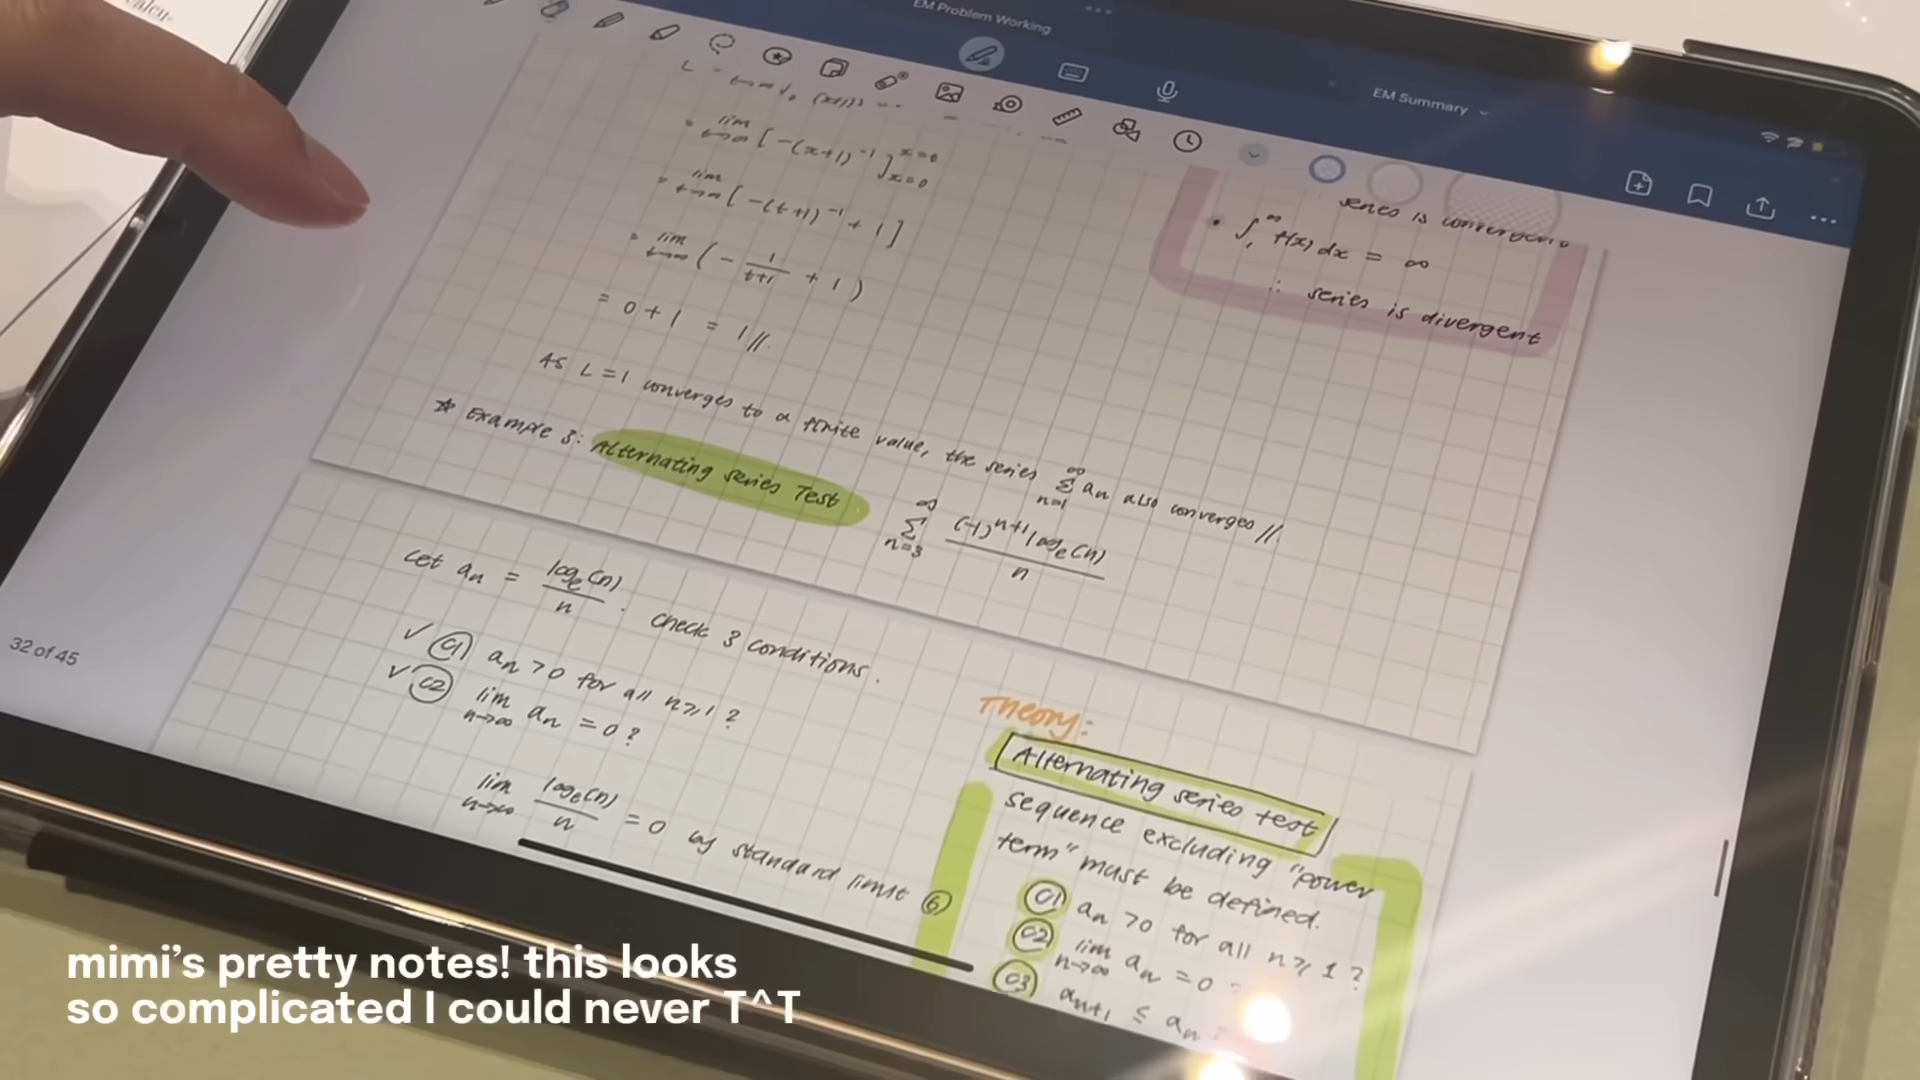 EM Problem Working
EM Summary
= lim t→∞ [-(x+1)⁻¹]
= lim t→∞ [-(t+1)⁻¹ + 1]
= lim t→∞ (- 1/(t+1) + 1)
= 0 + 1 = 1 //
As L = 1 converges to a finite value, the series ∞ Σ n=1 aₙ also converges //.
series is convergent
• ∫₁^∞ f(x) dx = ∞
∴ series is divergent
☆ Example 3: Alternating Series Test ∞ Σ n=3 (-1)ⁿ⁺¹ logₑ(n) / n
Let aₙ = logₑ(n) / n . Check 3 conditions.
✓ C1 aₙ > 0 for all n ≥ 1 ?
✓ C2 lim n→∞ aₙ = 0 ?
lim n→∞ logₑ(n) / n = 0 by standard limit 6
Theory:
Alternating series test
sequence excluding "power
term" must be defined.
C1 aₙ > 0 for all n ≥ 1 ?
C2 lim n→∞ aₙ = 0 ?
C3 aₙ₊₁ ≤ aₙ ?
32 of 45
mimi's pretty notes! this looks
so complicated I could never T^T